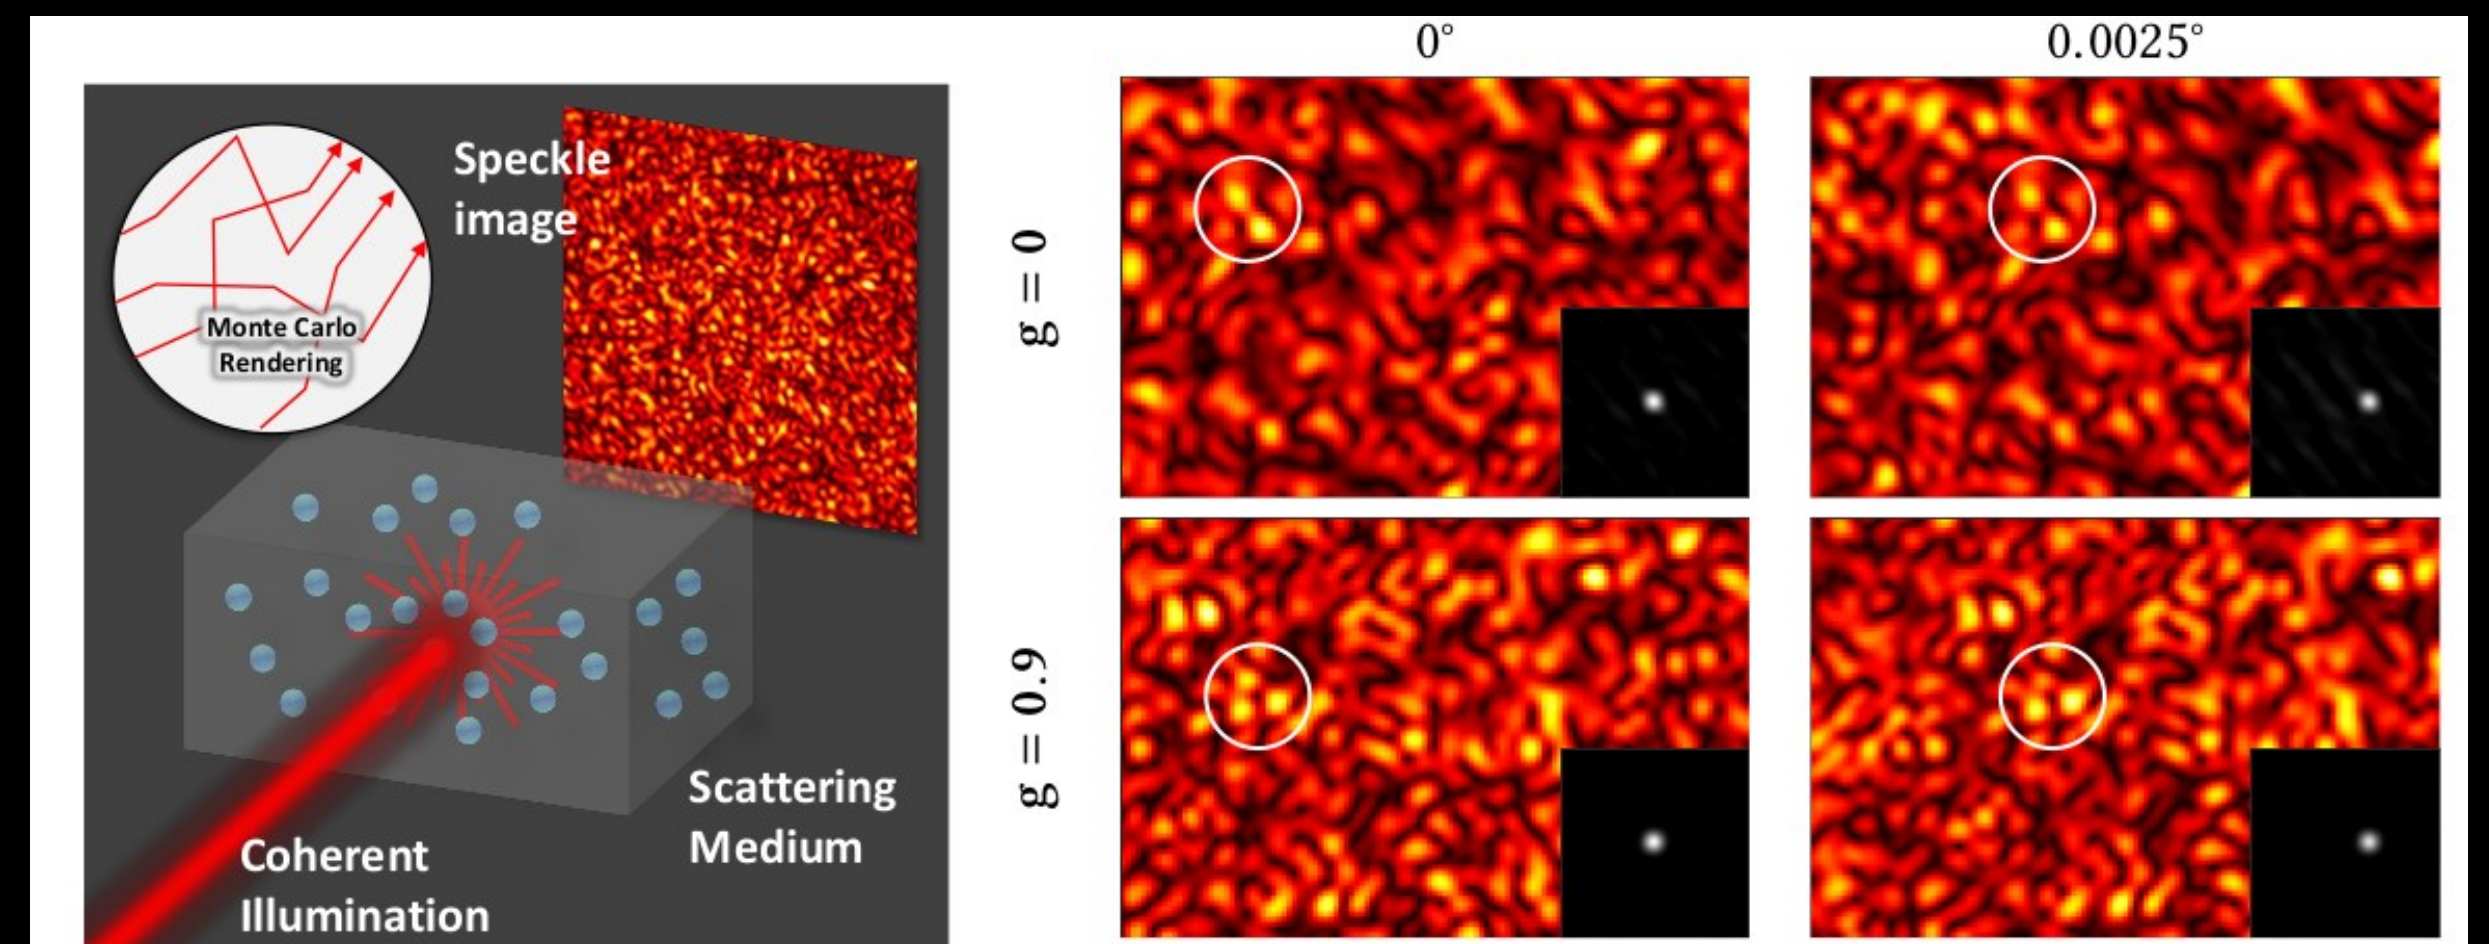 0°
0.0025°
Speckle
image
Monte Carlo
Rendering
g = 0
g = 0.9
Scattering
Medium
Coherent
Illumination